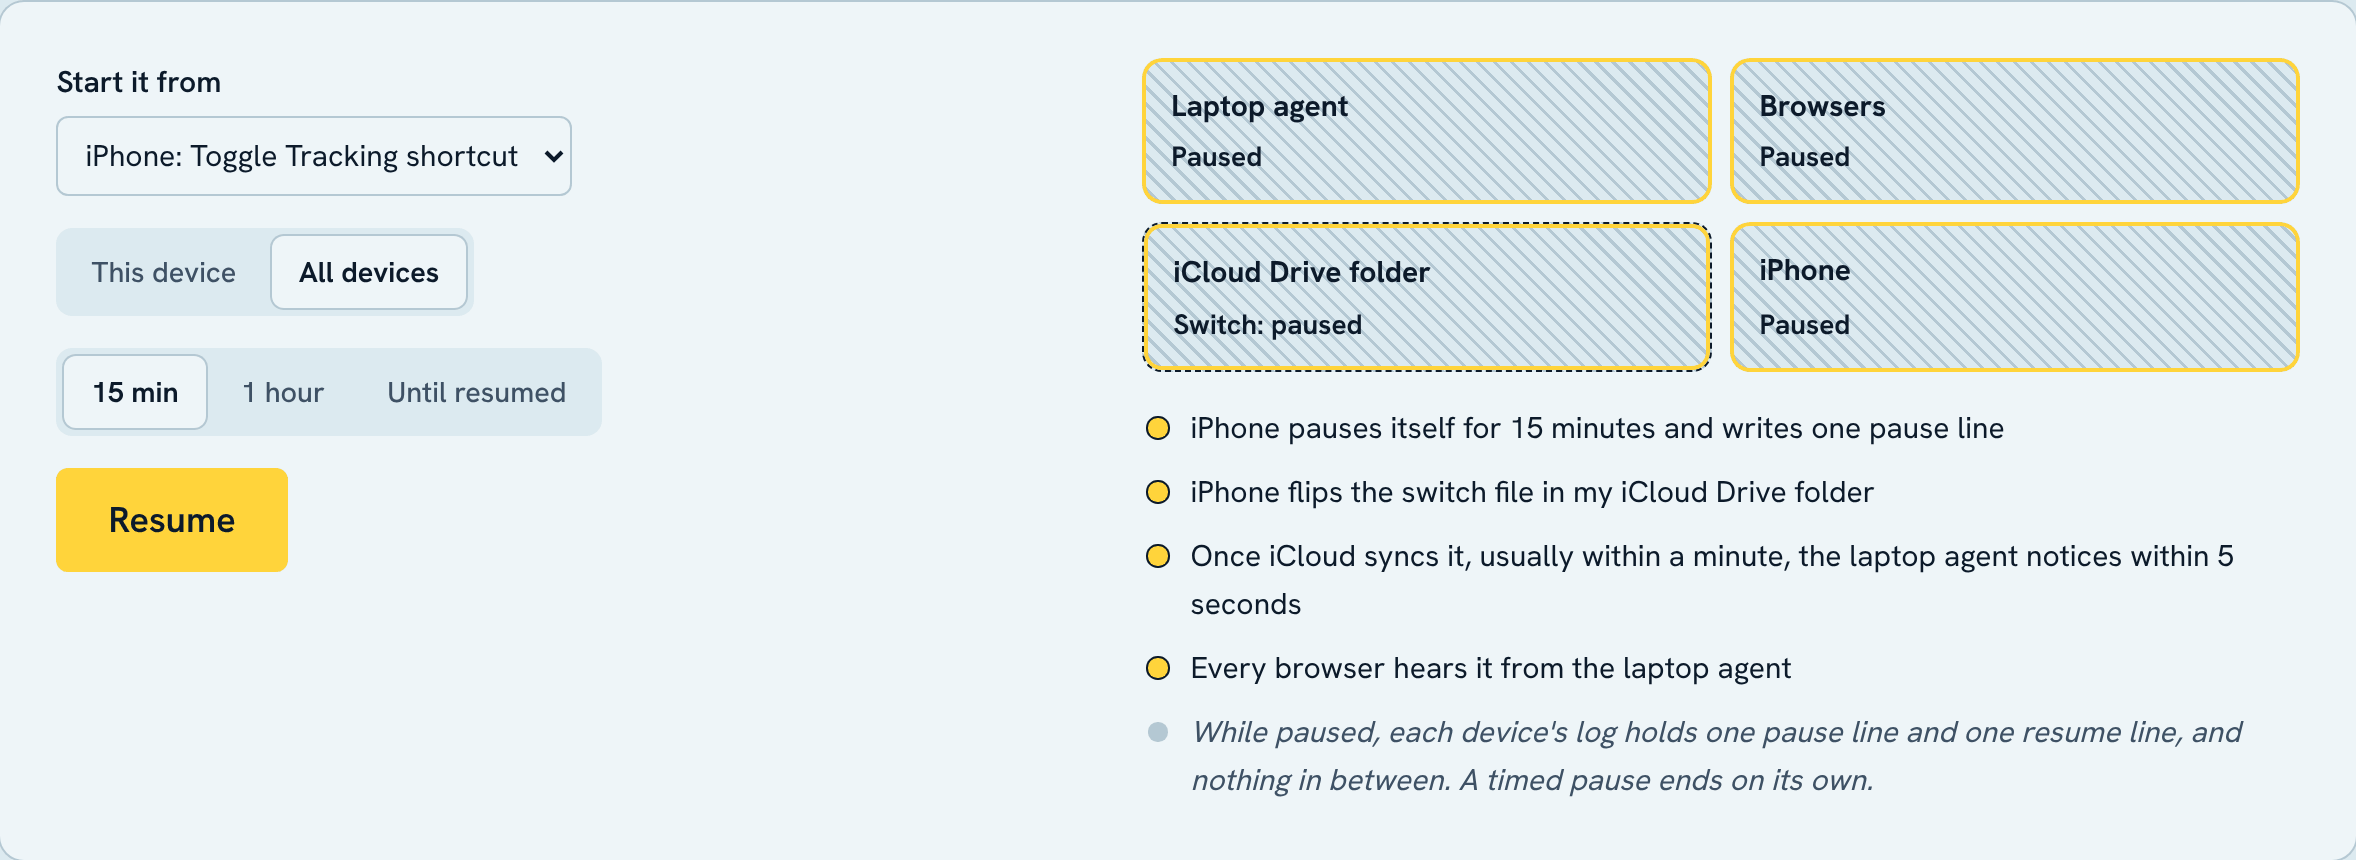 Start it from
iPhone: Toggle Tracking shortcut
This device
All devices
15 min
1 hour
Until resumed
Resume
Laptop agent
Paused
Browsers
Paused
iCloud Drive folder
Switch: paused
iPhone
Paused
iPhone pauses itself for 15 minutes and writes one pause line
iPhone flips the switch file in my iCloud Drive folder
Once iCloud syncs it, usually within a minute, the laptop agent notices within 5
seconds
Every browser hears it from the laptop agent
While paused, each device's log holds one pause line and one resume line, and
nothing in between. A timed pause ends on its own.